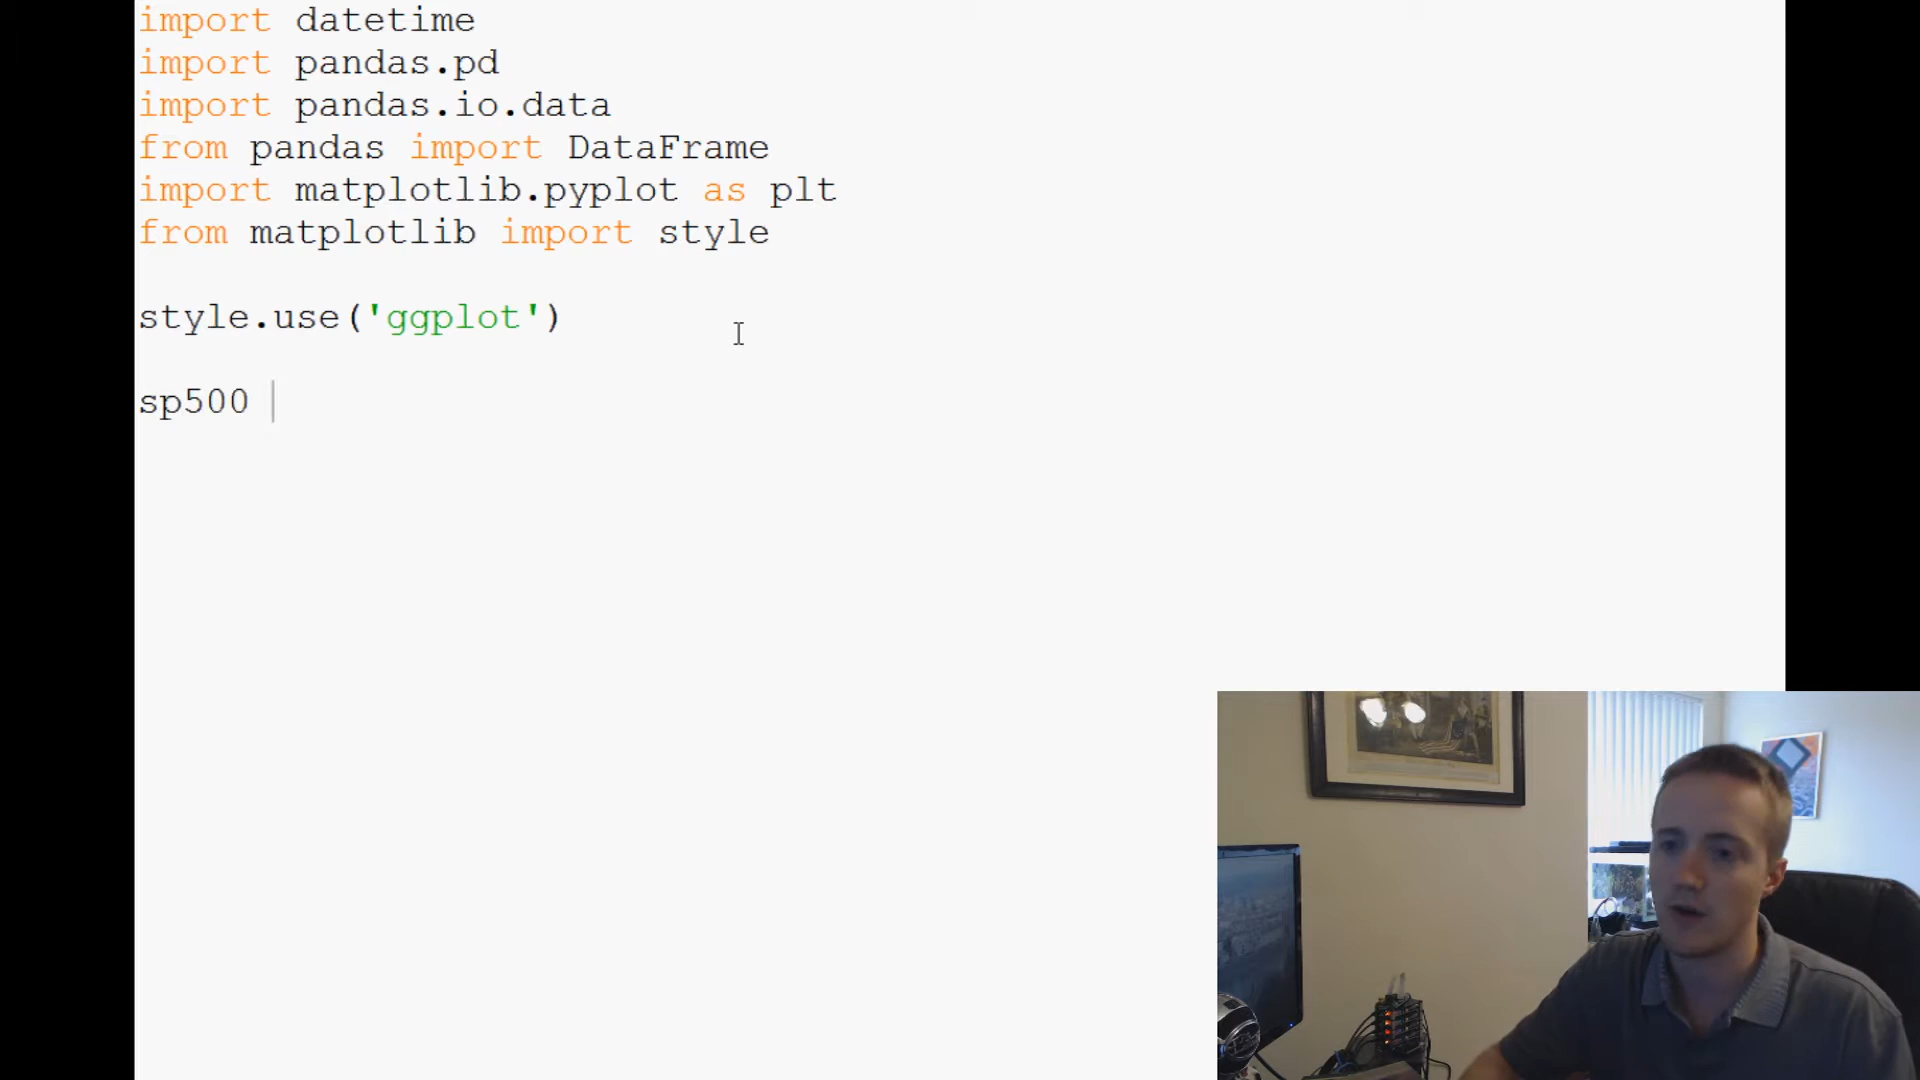 import datetime
import pandas.pd
import pandas.io.data
from pandas import DataFrame
import matplotlib.pyplot as plt
from matplotlib import style
style.use('ggplot')
sp500